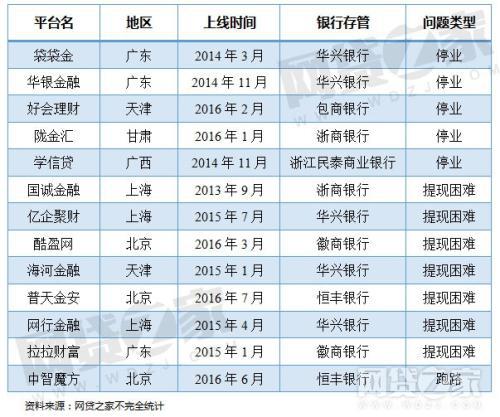 平台名 地区 上线时间 银行存管 问题类型
袋袋金 广东 2014 年 3 月 华兴银行 停业
华银金融 广东 2014 年 11 月 华兴银行 停业
好会理财 天津 2016 年 2 月 包商银行 停业
陇金汇 甘肃 2016 年 1 月 浙商银行 停业
学信贷 广西 2014 年 11 月 浙江民泰商业银行 停业
国诚金融 上海 2013 年 9 月 浙商银行 提现困难
亿企聚财 上海 2015 年 7 月 华兴银行 提现困难
酷盈网 北京 2016 年 3 月 徽商银行 提现困难
海河金融 天津 2015 年 1 月 华兴银行 提现困难
普天金安 北京 2016 年 7 月 恒丰银行 提现困难
网行金融 上海 2015 年 4 月 华兴银行 提现困难
拉拉财富 广东 2015 年 1 月 徽商银行 提现困难
中智魔方 北京 2016 年 6 月 恒丰银行 跑路
资料来源：网贷之家不完全统计
网贷之家
WWW.WDZJ.COM